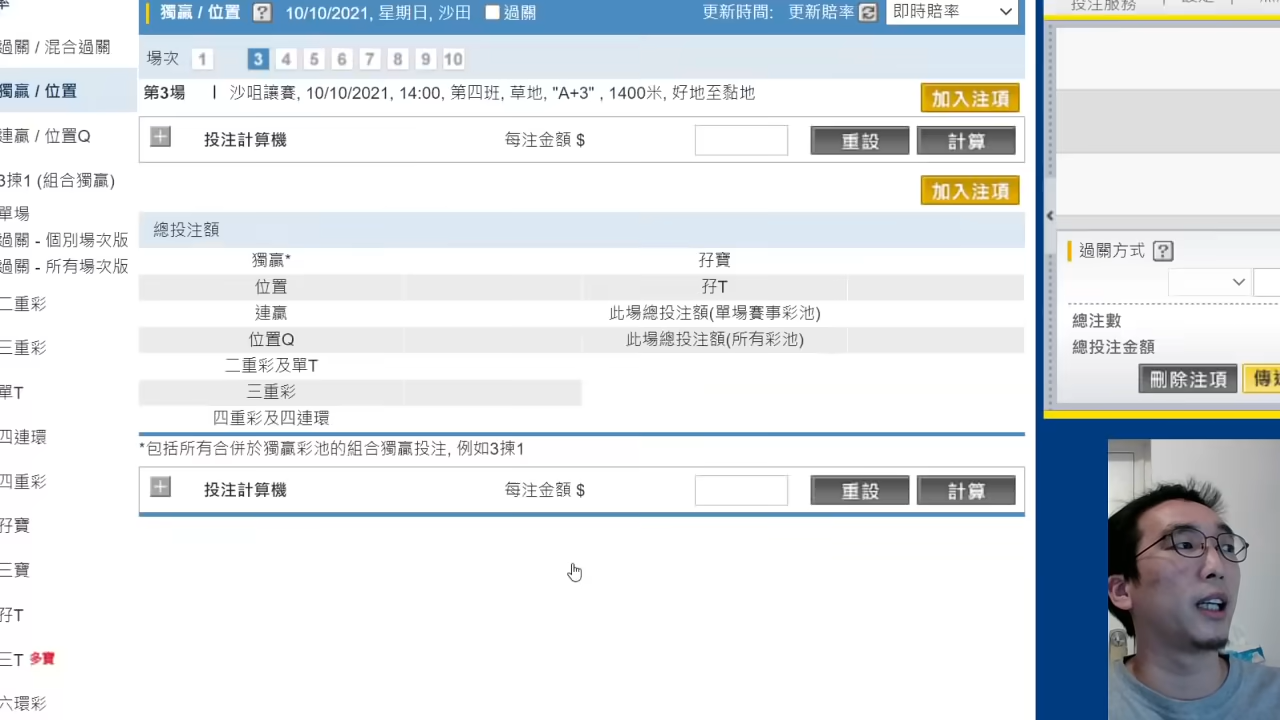 率
過關 / 混合過關
獨贏 / 位置
連贏 / 位置Q
3揀1 (組合獨贏)
單場
過關 - 個別場次版
過關 - 所有場次版
二重彩
三重彩
單T
四連環
四重彩
孖寶
三寶
孖T
三T 多寶
六環彩
獨贏 / 位置 ? 10/10/2021, 星期日, 沙田 過關 更新時間: 更新賠率 即時賠率
場次 1 3 4 5 6 7 8 9 10
第3場 | 沙咀讓賽, 10/10/2021, 14:00, 第四班, 草地, "A+3" , 1400米, 好地至黏地
加入注項
投注計算機 每注金額 $ 重設 計算
加入注項
總投注額
獨贏* 孖寶
位置 孖T
連贏 此場總投注額(單場賽事彩池)
位置Q 此場總投注額(所有彩池)
二重彩及單T
三重彩
四重彩及四連環
*包括所有合併於獨贏彩池的組合獨贏投注, 例如3揀1
投注計算機 每注金額 $ 重設 計算
投注服務
過關方式 ?
總注數
總投注金額
刪除注項